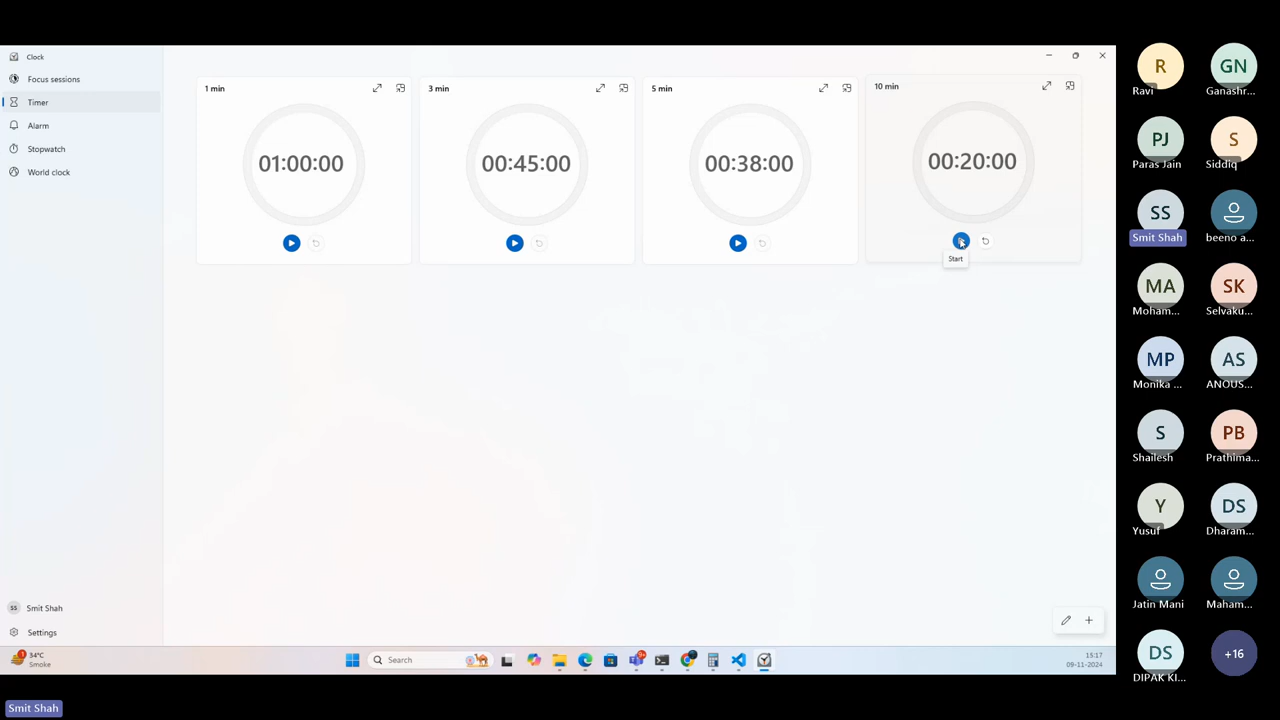 Clock
Focus sessions
Timer
Alarm
Stopwatch
World clock
1 min
01:00:00
3 min
00:45:00
5 min
00:38:00
10 min
00:20:00
Start
SS Smit Shah
Settings
1
34°C
Smoke
Search
9+
15:17
09-11-2024
R
Ravi
GN
Ganashr...
PJ
Paras Jain
S
Siddiq
SS
Smit Shah
beeno a...
MA
Moham...
SK
Selvaku...
MP
Monika ...
AS
ANOUS...
S
Shailesh
PB
Prathima...
Y
Yusuf
DS
Dharam...
Jatin Mani
Maham...
DS
DIPAK KI...
+16
Smit Shah